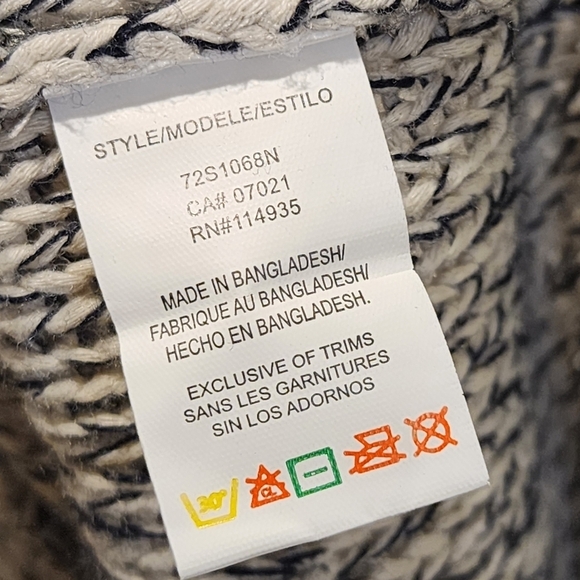 STYLE/MODELE/ESTILO
72S1068N
CA# 07021
RN#114935
MADE IN BANGLADESH/
FABRIQUE AU BANGLADESH/
HECHO EN BANGLADESH.
EXCLUSIVE OF TRIMS
SANS LES GARNITURES
SIN LOS ADORNOS
30°